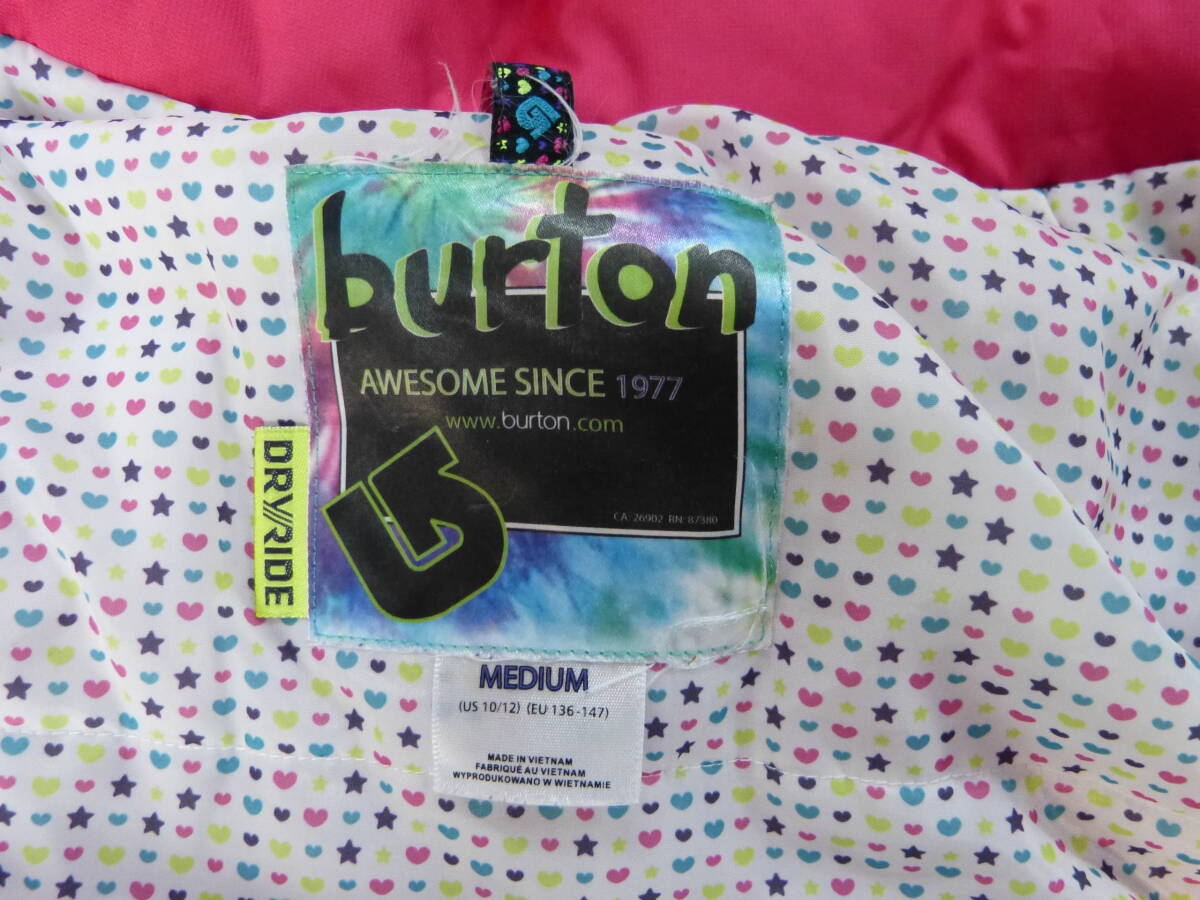 burton
AWESOME SINCE 1977
www.burton.com
CA: 26902 RN: 87380
DRY//RIDE
MEDIUM
(US 10/12) (EU 136-147)
MADE IN VIETNAM
FABRIQUÉ AU VIETNAM
WYPRODUKOWANO W WIETNAMIE